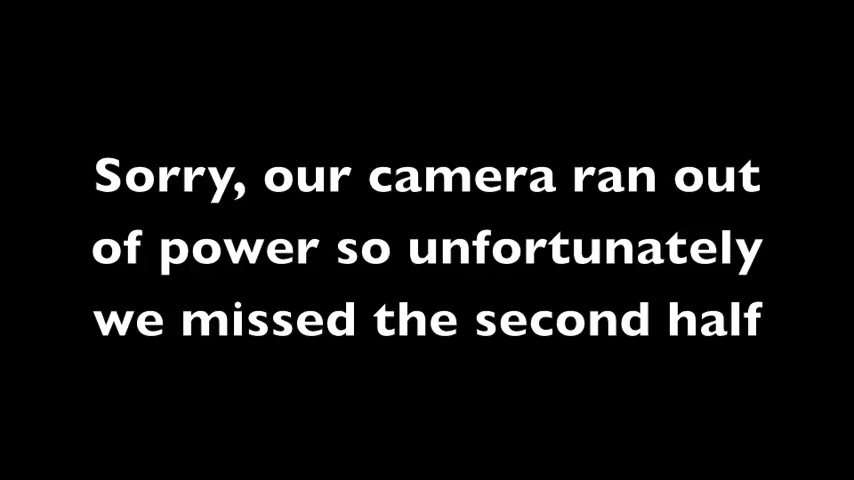 Sorry, our camera ran out
of power so unfortunately
we missed the second half